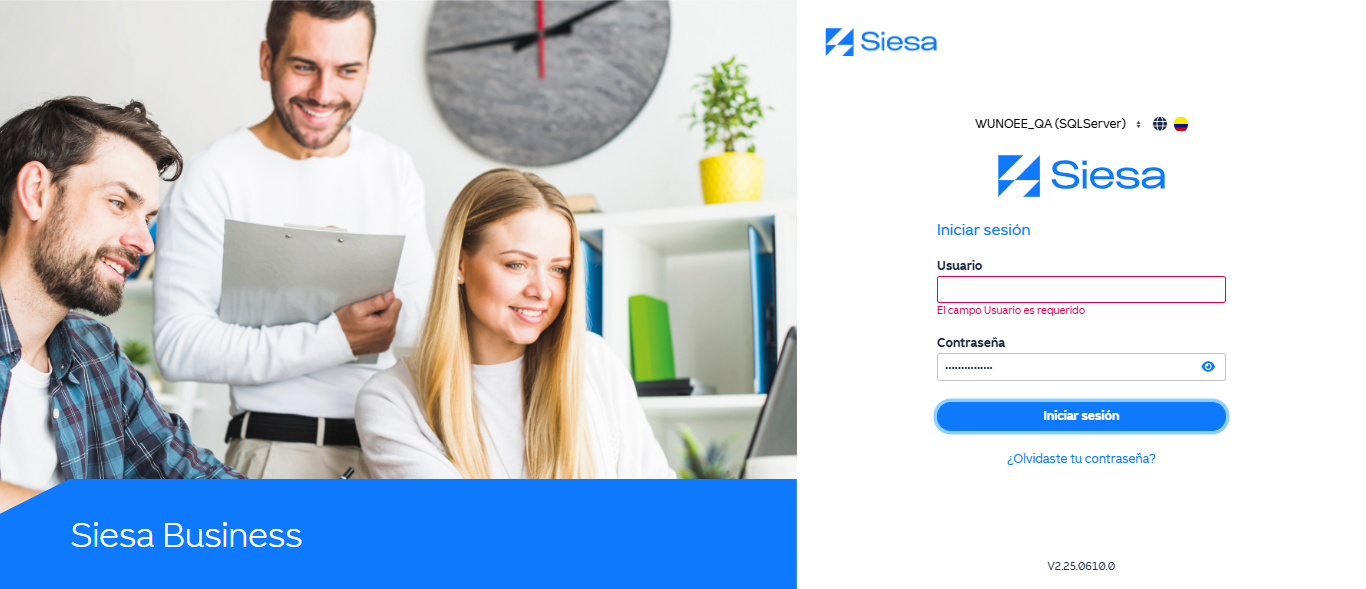 Siesa
WUNOEE_QA (SQLServer)
Siesa
Iniciar sesión
Usuario
El campo Usuario es requerido
Contraseña
•••••••••••••••
Iniciar sesión
¿Olvidaste tu contraseña?
Siesa Business
V2.25.0610.0